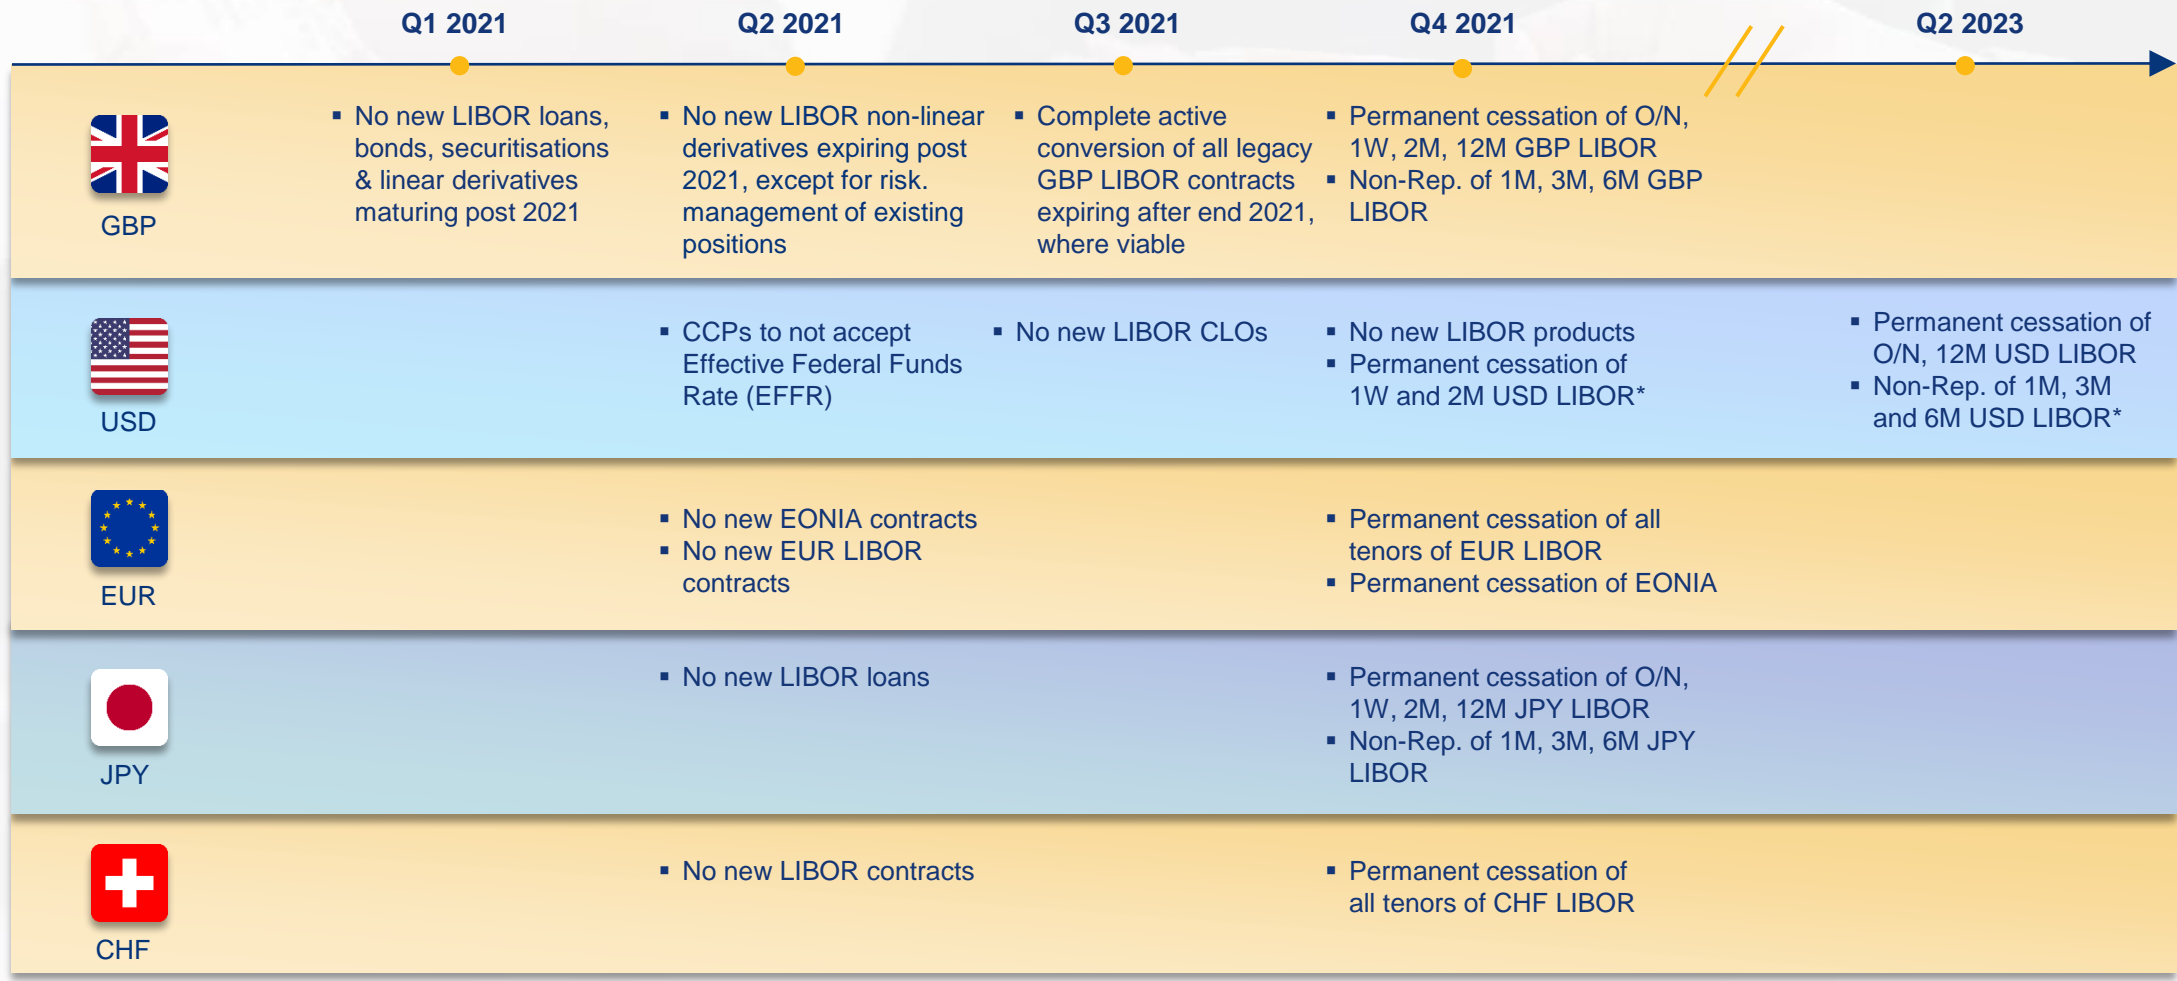 Q1 2021
Q2 2021
Q3 2021
Q4 2021
Q2 2023
GBP
▪ No new LIBOR loans,
bonds, securitisations
& linear derivatives
maturing post 2021
▪ No new LIBOR non-linear
derivatives expiring post
2021, except for risk.
management of existing
positions
▪ Complete active
conversion of all legacy
GBP LIBOR contracts
expiring after end 2021,
where viable
▪ Permanent cessation of O/N,
1W, 2M, 12M GBP LIBOR
▪ Non-Rep. of 1M, 3M, 6M GBP
LIBOR
USD
▪ CCPs to not accept
Effective Federal Funds
Rate (EFFR)
▪ No new LIBOR CLOs
▪ No new LIBOR products
▪ Permanent cessation of
1W and 2M USD LIBOR*
▪ Permanent cessation of
O/N, 12M USD LIBOR
▪ Non-Rep. of 1M, 3M
and 6M USD LIBOR*
EUR
▪ No new EONIA contracts
▪ No new EUR LIBOR
contracts
▪ Permanent cessation of all
tenors of EUR LIBOR
▪ Permanent cessation of EONIA
JPY
▪ No new LIBOR loans
▪ Permanent cessation of O/N,
1W, 2M, 12M JPY LIBOR
▪ Non-Rep. of 1M, 3M, 6M JPY
LIBOR
CHF
▪ No new LIBOR contracts
▪ Permanent cessation of
all tenors of CHF LIBOR